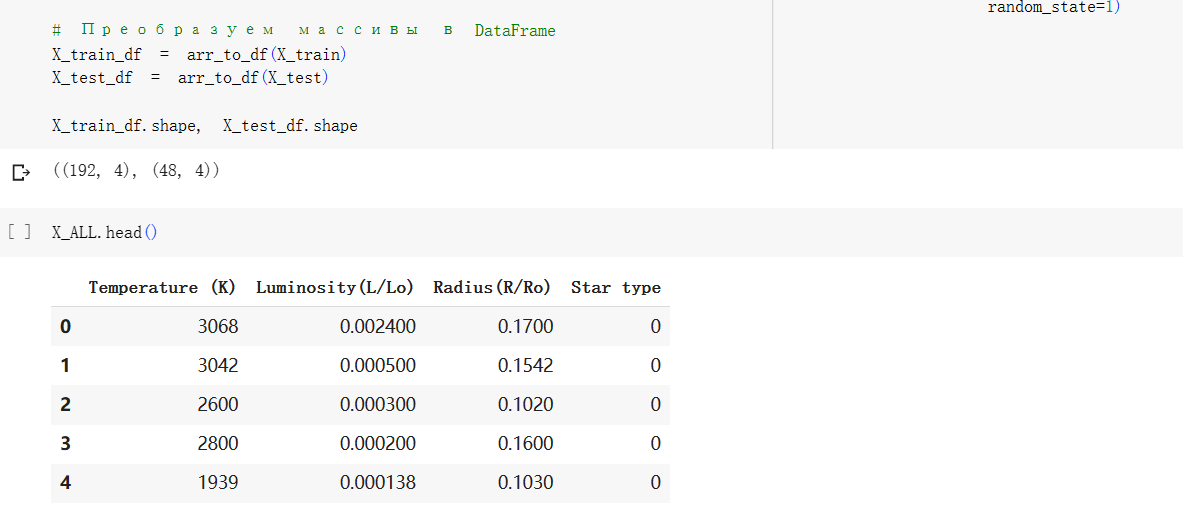 random_state=1)
# Преобразуем массивы в DataFrame
X_train_df = arr_to_df(X_train)
X_test_df = arr_to_df(X_test)
X_train_df.shape, X_test_df.shape
((192, 4), (48, 4))
[ ] X_ALL.head()
Temperature (K) Luminosity(L/Lo) Radius(R/Ro) Star type
0 3068 0.002400 0.1700 0
1 3042 0.000500 0.1542 0
2 2600 0.000300 0.1020 0
3 2800 0.000200 0.1600 0
4 1939 0.000138 0.1030 0